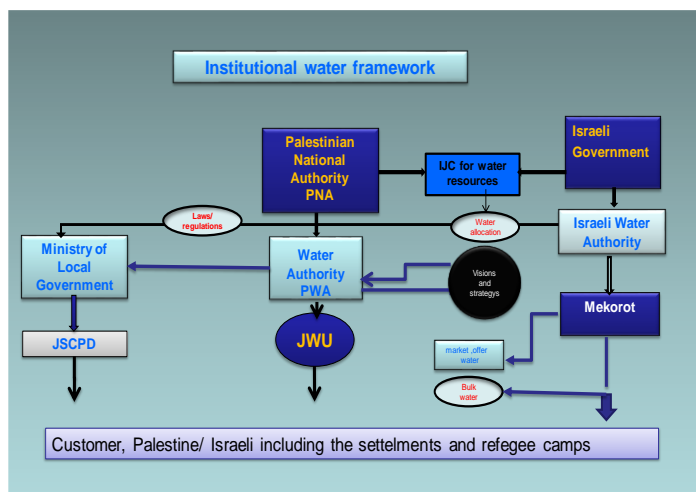 Institutional water framework
Palestinian
National
Authority
PNA
IJC for water
resources
Israeli
Government
Laws/
regulations
Water
allocation
Ministry of
Local
Government
Water
Authority
PWA
Visions
and
strategys
Israeli Water
Authority
JSCPD
JWU
Mekorot
market ,offer
water
Bulk
water
Customer, Palestine/ Israeli including the settelments and refegee camps